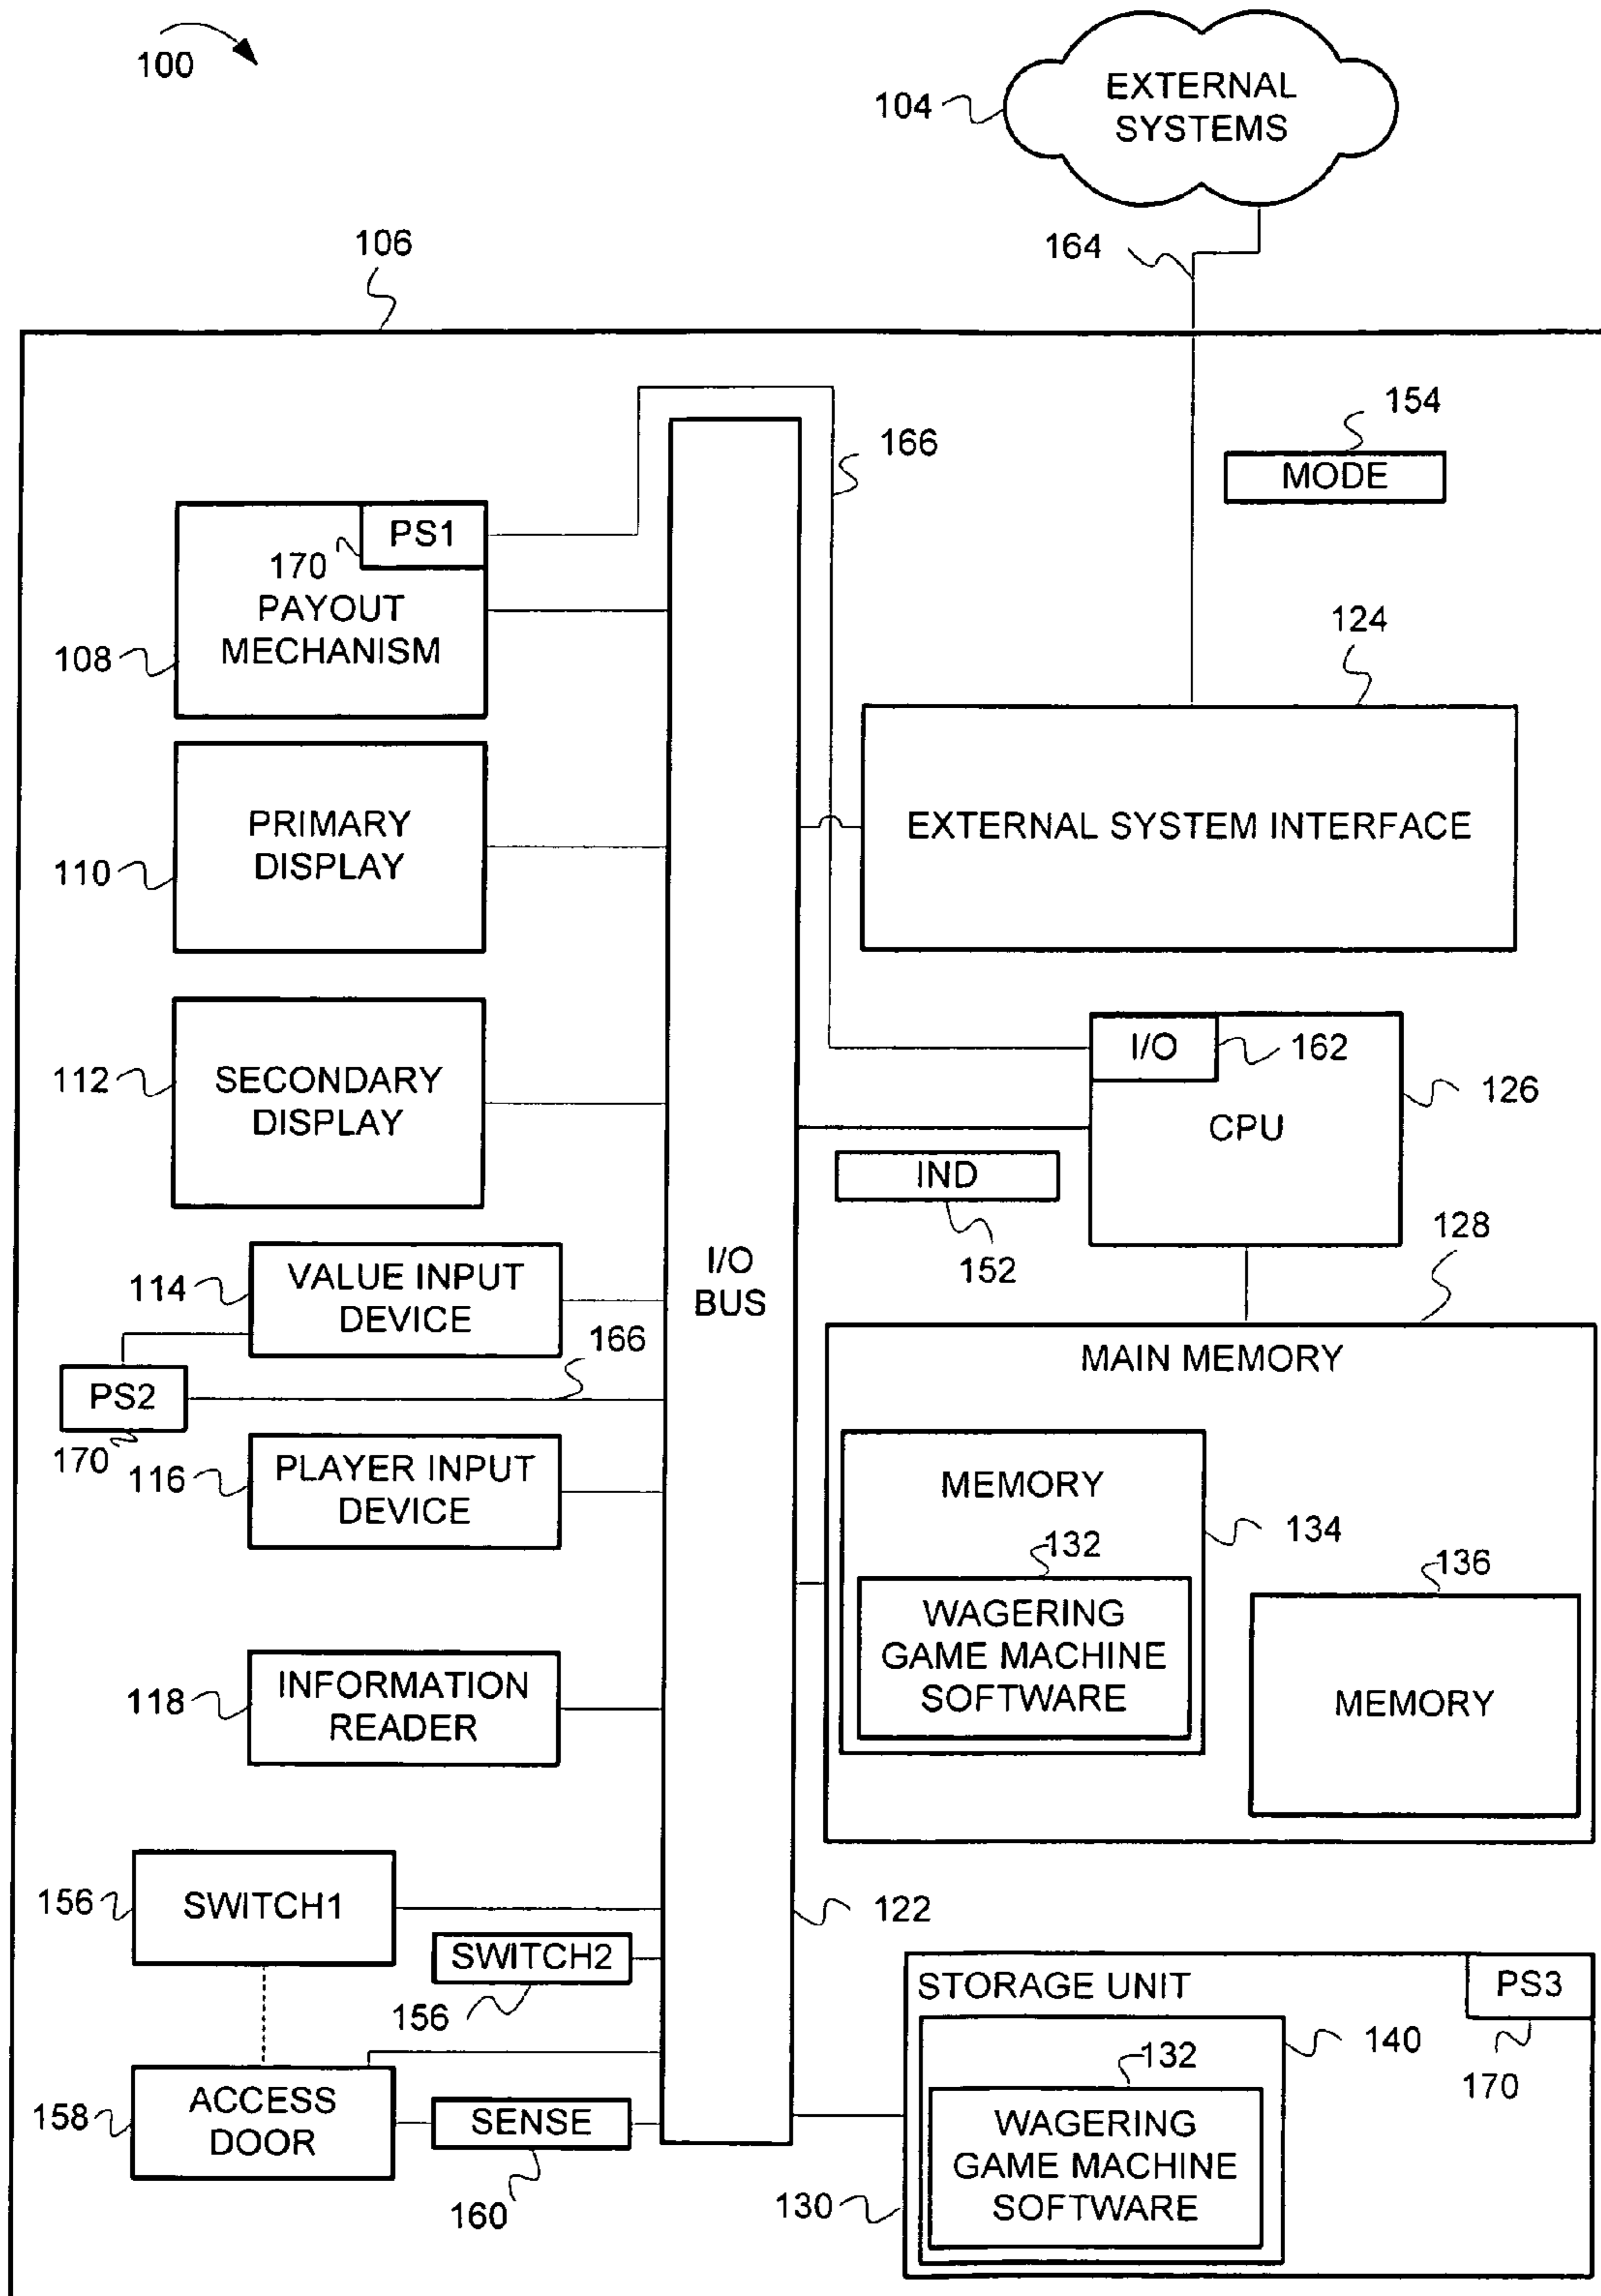 100
104
EXTERNAL
SYSTEMS
106
164
154
MODE
166
PS1
170
PAYOUT
MECHANISM
108
124
EXTERNAL SYSTEM INTERFACE
PRIMARY
DISPLAY
110
I/O
162
CPU
126
SECONDARY
DISPLAY
112
IND
152
128
I/O
BUS
VALUE INPUT
DEVICE
114
166
PS2
170
PLAYER INPUT
DEVICE
116
MAIN MEMORY
MEMORY
134
132
WAGERING
GAME MACHINE
SOFTWARE
136
MEMORY
INFORMATION
READER
118
SWITCH1
156
122
SWITCH2
156
STORAGE UNIT
PS3
170
140
132
WAGERING
GAME MACHINE
SOFTWARE
130
ACCESS
DOOR
158
SENSE
160